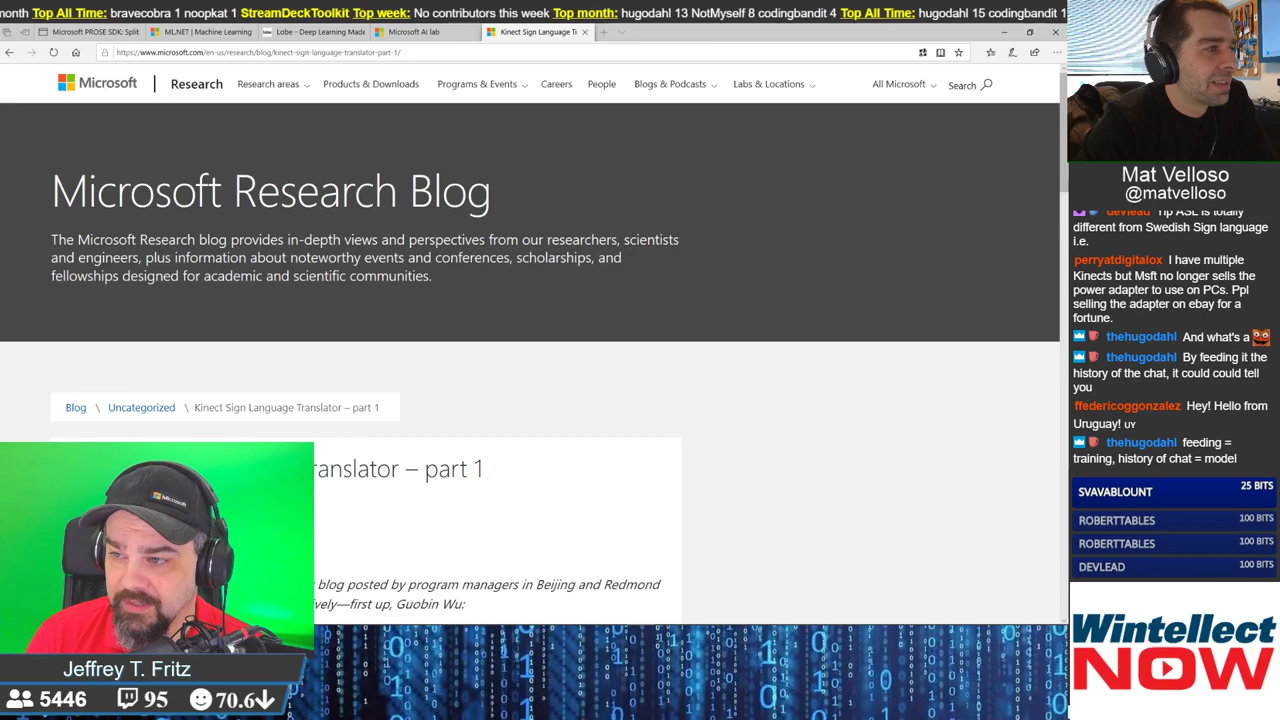 month Top All Time: bravecobra 1 noopkat 1 StreamDeckToolkit Top week: No contributors this week Top month: hugodahl 13 NotMyself 8 codingbandit 4 Top All Time: hugodahl 15 codingbandit 1
Microsoft PROSE SDK: Split
ML.NET | Machine Learning
Lobe - Deep Learning Made
Microsoft AI lab
Kinect Sign Language Tr
https://www.microsoft.com/en-us/research/blog/kinect-sign-language-translator-part-1/
Microsoft
Research
Research areas
Products & Downloads
Programs & Events
Careers
People
Blogs & Podcasts
Labs & Locations
All Microsoft
Search
Microsoft Research Blog
The Microsoft Research blog provides in-depth views and perspectives from our researchers, scientists
and engineers, plus information about noteworthy events and conferences, scholarships, and
fellowships designed for academic and scientific communities.
Blog \ Uncategorized \ Kinect Sign Language Translator – part 1
ranslator – part 1
blog posted by program managers in Beijing and Redmond
vely—first up, Guobin Wu:
Microsoft
Jeffrey T. Fritz
5446
95
70.6
Mat Velloso
@matvelloso
devlead Tip ASL is totally
different from Swedish Sign language
i.e.
perryatdigitalox I have multiple
Kinects but Msft no longer sells the
power adapter to use on PCs. Ppl
selling the adapter on ebay for a
fortune.
thehugodahl And what's a
thehugodahl By feeding it the
history of the chat, it could could tell
you
ffedericoggonzalez Hey! Hello from
Uruguay! UY
thehugodahl feeding =
training, history of chat = model
SVAVABLOUNT 25 BITS
ROBERTTABLES 100 BITS
ROBERTTABLES 100 BITS
DEVLEAD 100 BITS
Wintellect
NOW